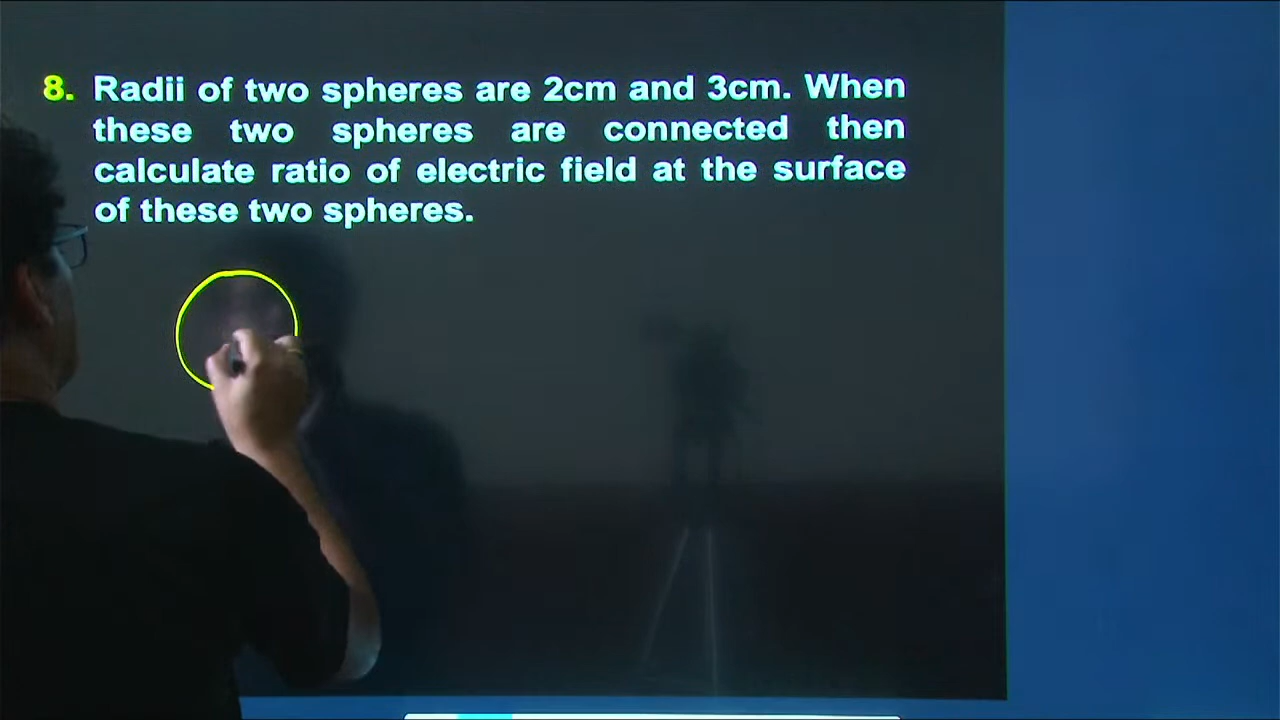 8. Radii of two spheres are 2cm and 3cm. When
these two spheres are connected then
calculate ratio of electric field at the surface
of these two spheres.